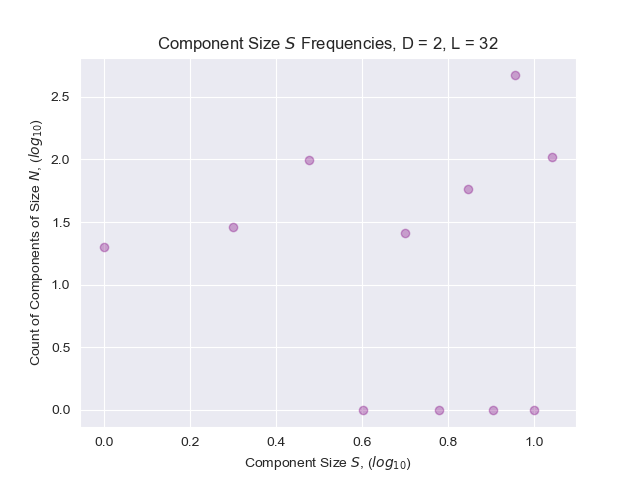 Component Size S Frequencies, D = 2, L = 32
Count of Components of Size N, (log10)
2.5
2.0
1.5
1.0
0.5
0.0
0.0 0.2 0.4 0.6 0.8 1.0
Component Size S, (log10)